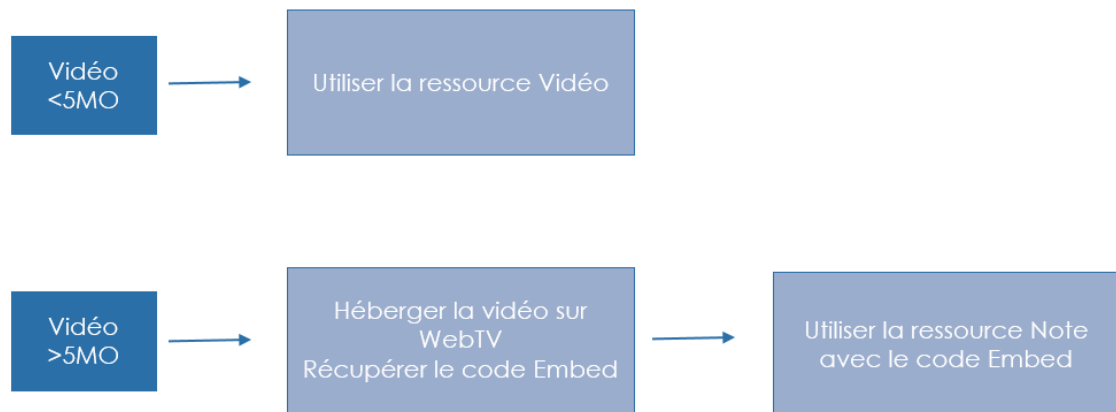 Vidéo
<5MO
Utiliser la ressource Vidéo
Vidéo
>5MO
Héberger la vidéo sur
WebTV
Récupérer le code Embed
Utiliser la ressource Note
avec le code Embed